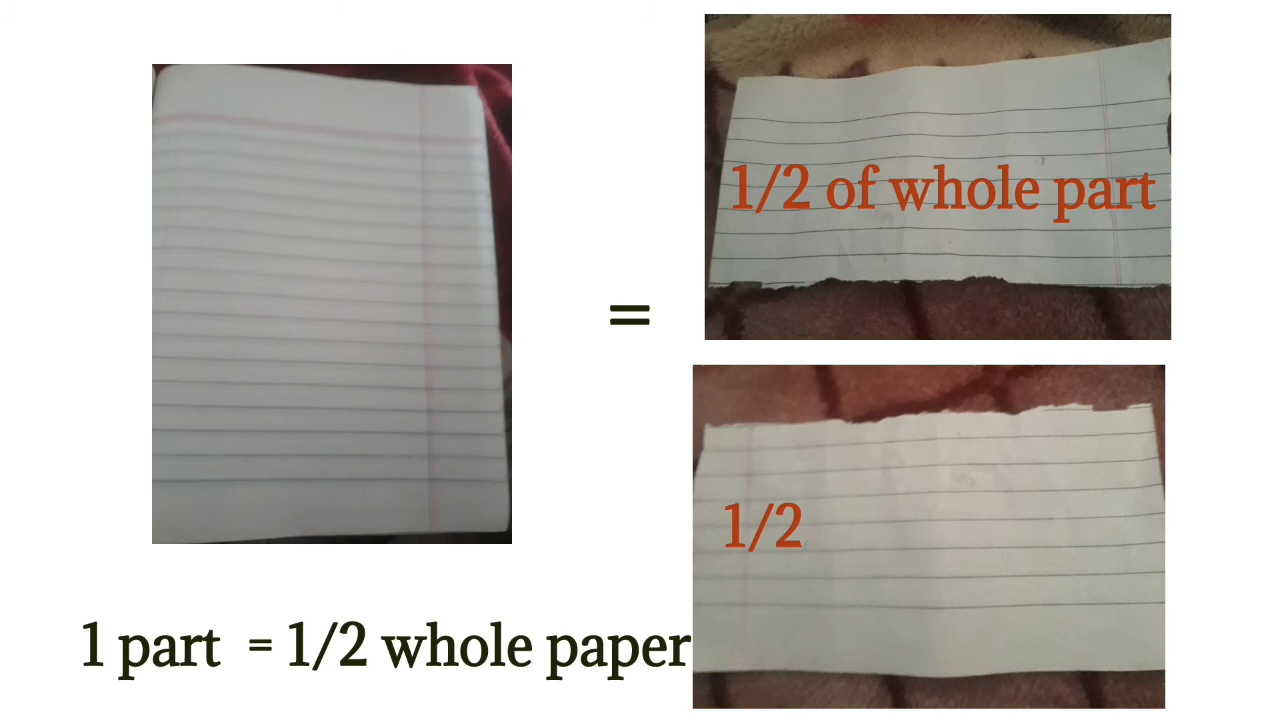 1/2 of whole part
=
1/2
1 part = 1/2 whole paper